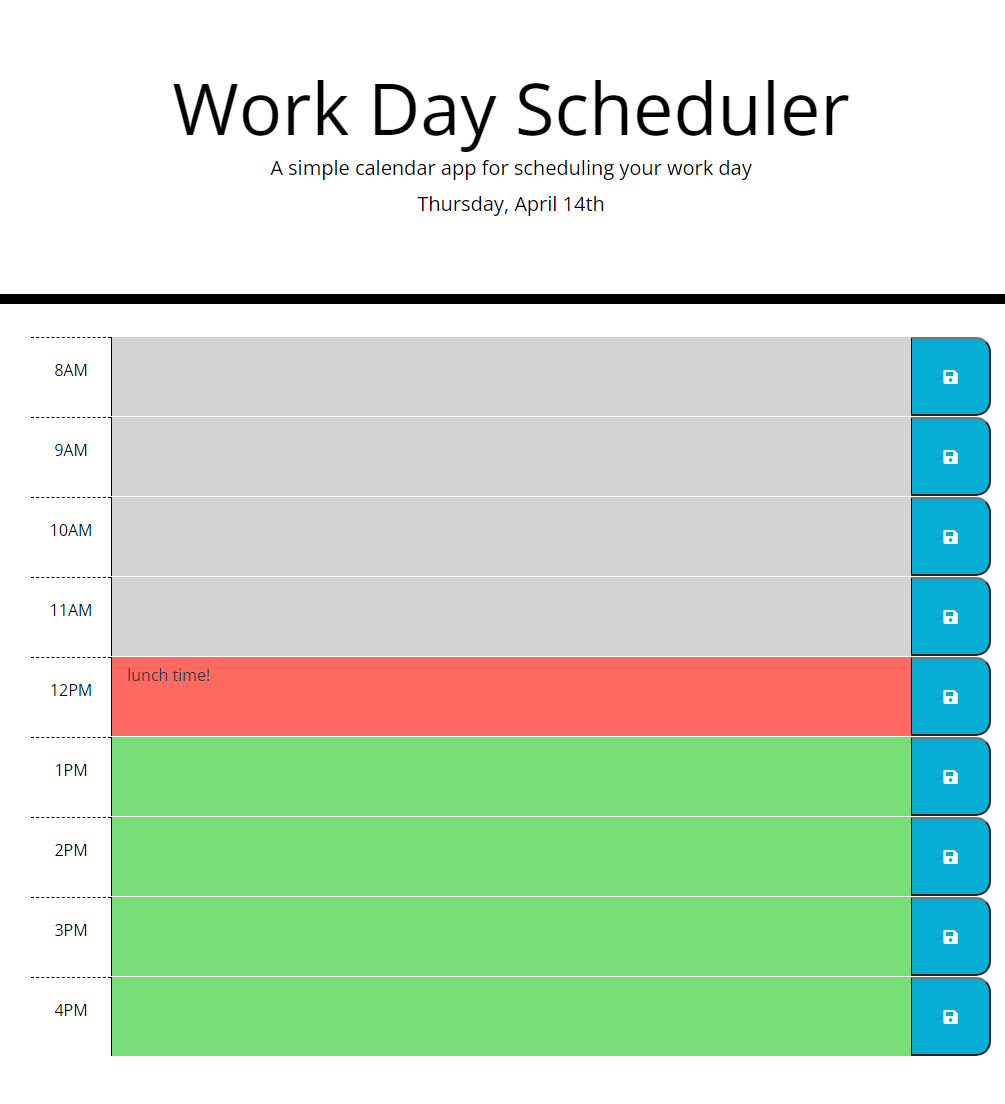 Work Day Scheduler
A simple calendar app for scheduling your work day
Thursday, April 14th
8AM
9AM
10AM
11AM
lunch time!
12PM
1PM
2PM
3PM
4PM